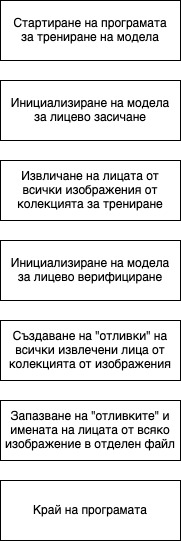 Стартиране на програмата
за трениране на модела
Инициализиране на модела
за лицево засичане
Извличане на лицата от
всички изображения от
колекцията за трениране
Инициализиране на модела
за лицево верифициране
Създаване на "отливки" на
всички извлечени лица от
колекцията от изображения
Запазване на "отливките" и
имената на лицата от всяко
изображение в отделен файл
Край на програмата